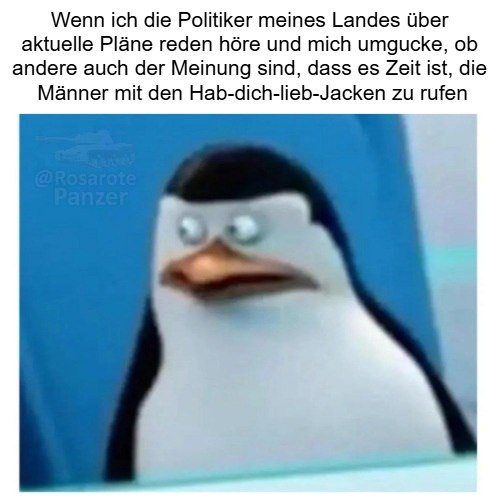 Wenn ich die Politiker meines Landes über
aktuelle Pläne reden höre und mich umgucke, ob
andere auch der Meinung sind, dass es Zeit ist, die
Männer mit den Hab-dich-lieb-Jacken zu rufen
@Rosarote
Panzer